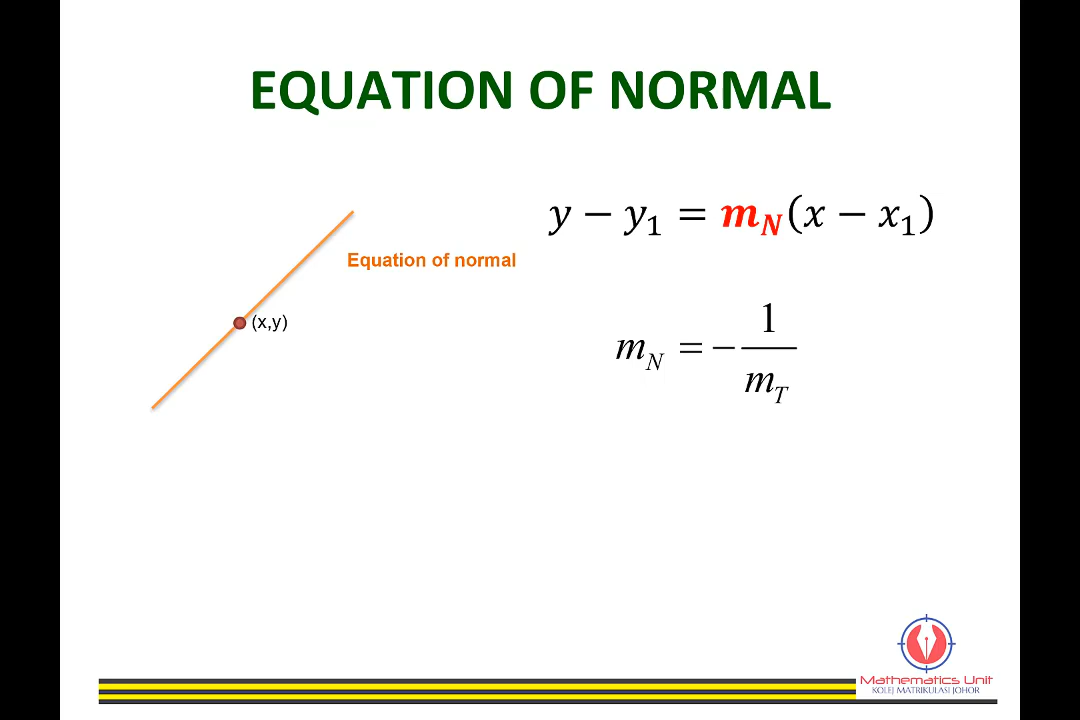 EQUATION OF NORMAL
y − y₁ = m_N(x − x₁)
Equation of normal
(x,y)
m_N = − 1/m_T
Mathematics Unit
KOLEJ MATRIKULASI JOHOR